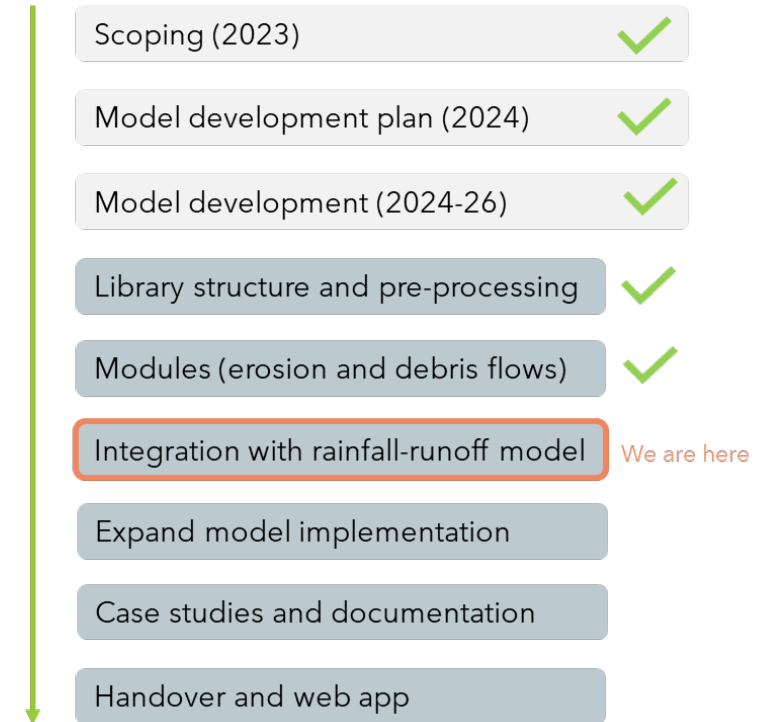 Scoping (2023)
Model development plan (2024)
Model development (2024-26)
Library structure and pre-processing
Modules (erosion and debris flows)
Integration with rainfall-runoff model
We are here
Expand model implementation
Case studies and documentation
Handover and web app